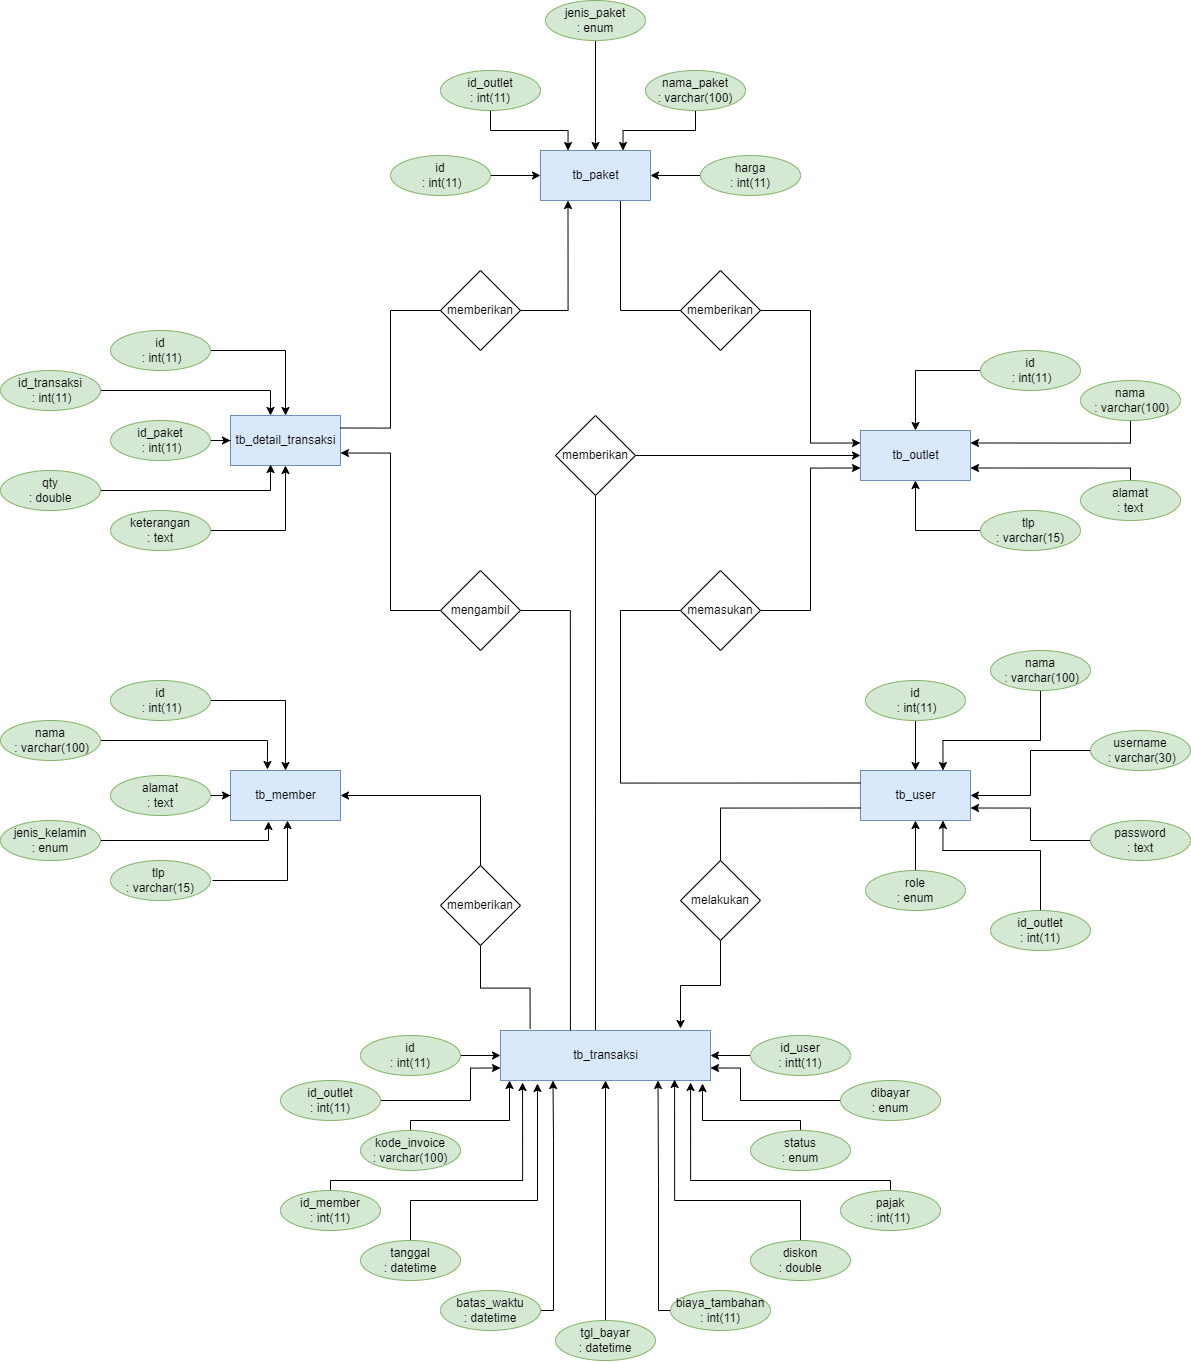 jenis_paket
: enum
id_outlet
: int(11)
nama_paket
: varchar(100)
id
: int(11)
tb_paket
harga
: int(11)
memberikan
memberikan
id
: int(11)
id_transaksi
: int(11)
id_paket
: int(11)
tb_detail_transaksi
qty
: double
keterangan
: text
memberikan
id
: int(11)
nama
: varchar(100)
tb_outlet
alamat
: text
tlp
: varchar(15)
mengambil
memasukan
id
: int(11)
nama
: varchar(100)
alamat
: text
tb_member
jenis_kelamin
: enum
tlp
: varchar(15)
nama
: varchar(100)
id
: int(11)
username
: varchar(30)
tb_user
password
: text
role
: enum
id_outlet
: int(11)
memberikan
melakukan
id
: int(11)
tb_transaksi
id_user
: intt(11)
id_outlet
: int(11)
dibayar
: enum
kode_invoice
: varchar(100)
status
: enum
id_member
: int(11)
pajak
: int(11)
tanggal
: datetime
diskon
: double
batas_waktu
: datetime
biaya_tambahan
: int(11)
tgl_bayar
: datetime